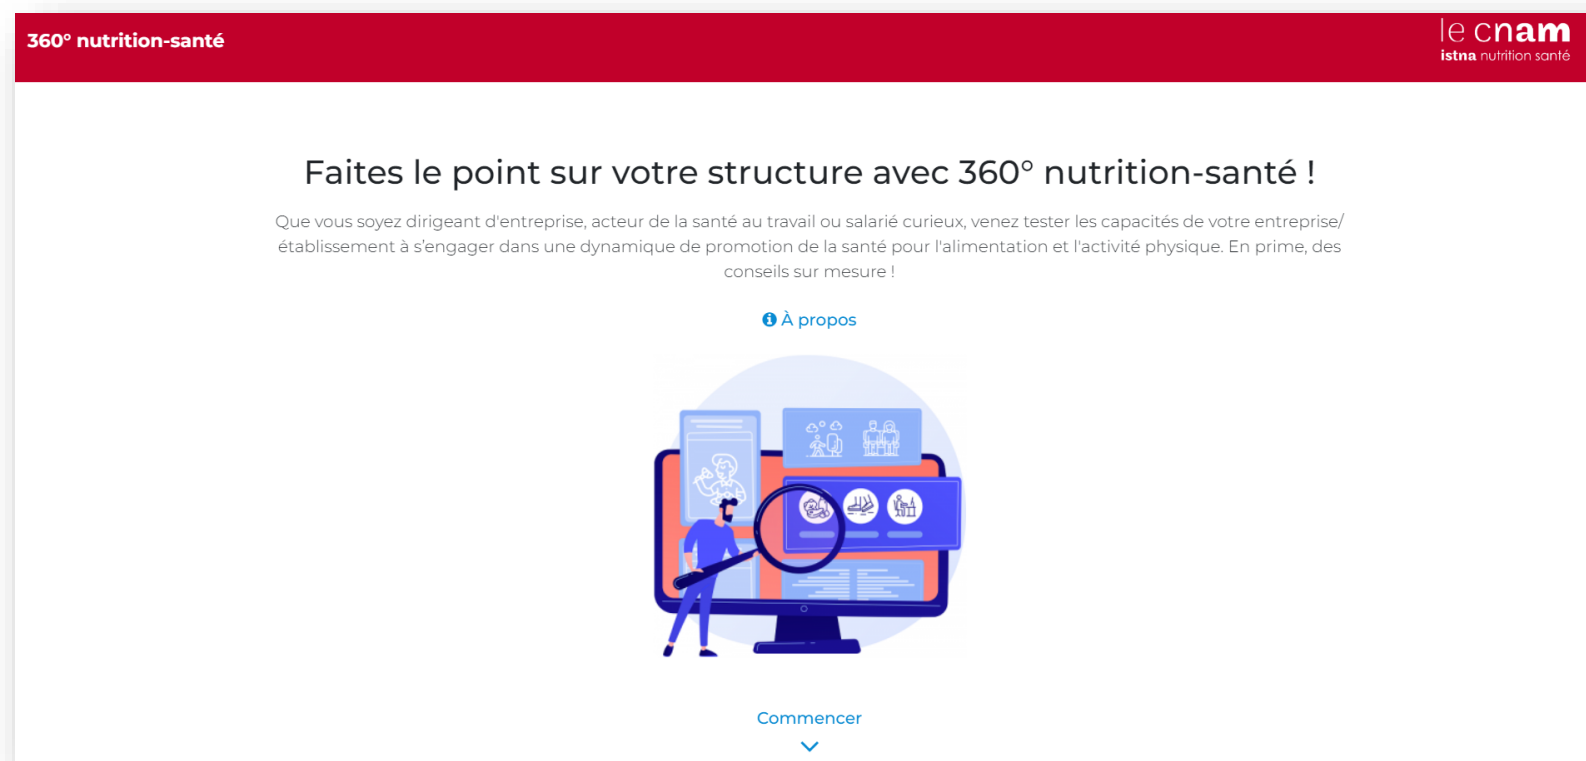 360° nutrition-santé
le cnam
istna nutrition santé
Faites le point sur votre structure avec 360° nutrition-santé !
Que vous soyez dirigeant d'entreprise, acteur de la santé au travail ou salarié curieux, venez tester les capacités de votre entreprise/
établissement à s’engager dans une dynamique de promotion de la santé pour l'alimentation et l'activité physique. En prime, des
conseils sur mesure !
À propos
Commencer